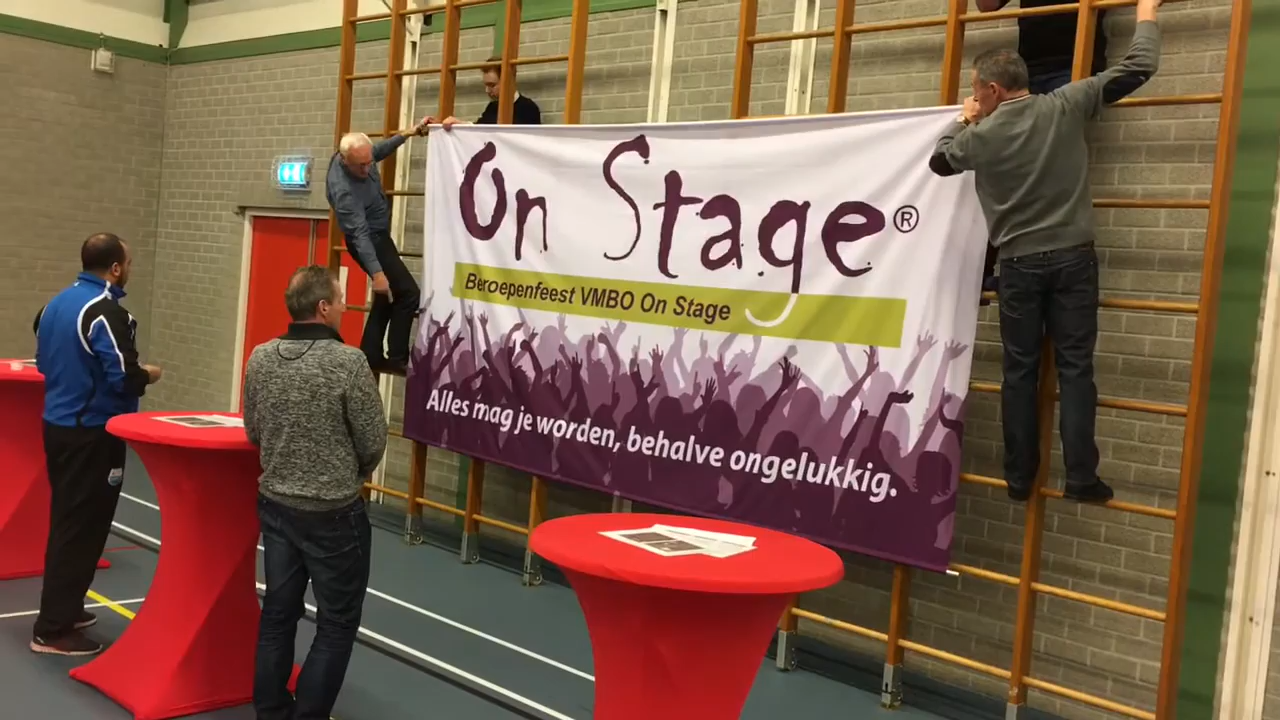 On Stage®
Beroepenfeest VMBO On Stage
Alles mag je worden, behalve ongelukkig.